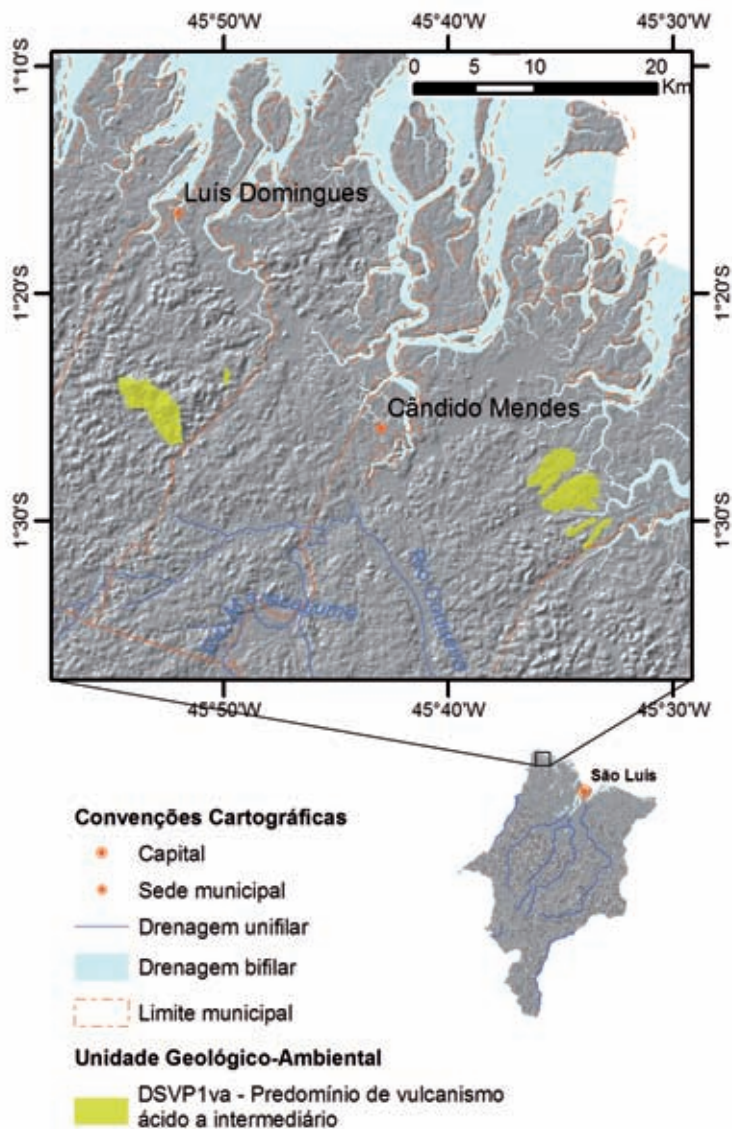 45°50'W
45°40'W
45°30'W
1°10'S
0 5 10 20
Km
Luís Domingues
1°20'S
1°20'S
Cândido Mendes
1°30'S
1°30'S
45°50'W
45°40'W
45°30'W
São Luís
Convenções Cartográficas
Capital
Sede municipal
Drenagem unifilar
Drenagem bifilar
Limite municipal
Unidade Geológico-Ambiental
DSVP1va - Predomínio de vulcanismo
ácido a intermediário